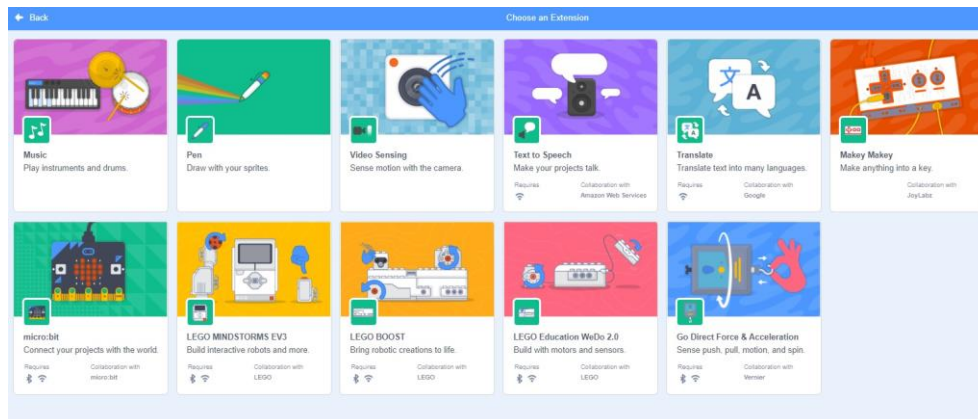 Back
Choose an Extension
Music
Play instruments and drums.
Pen
Draw with your sprites.
Video Sensing
Sense motion with the camera.
Text to Speech
Make your projects talk.
Requires
Collaboration with
Amazon Web Services
Translate
Translate text into many languages.
Requires
Collaboration with
Google
文
A
Makey Makey
Make anything into a key.
Collaboration with
JoyLabz
micro:bit
Connect your projects with the world.
Requires
Collaboration with
micro:bit
LEGO MINDSTORMS EV3
Build interactive robots and more.
Requires
Collaboration with
LEGO
LEGO BOOST
Bring robotic creations to life.
Requires
Collaboration with
LEGO
LEGO Education WeDo 2.0
Build with motors and sensors.
Requires
Collaboration with
LEGO
Go Direct Force & Acceleration
Sense push, pull, motion, and spin.
Requires
Collaboration with
Vernier